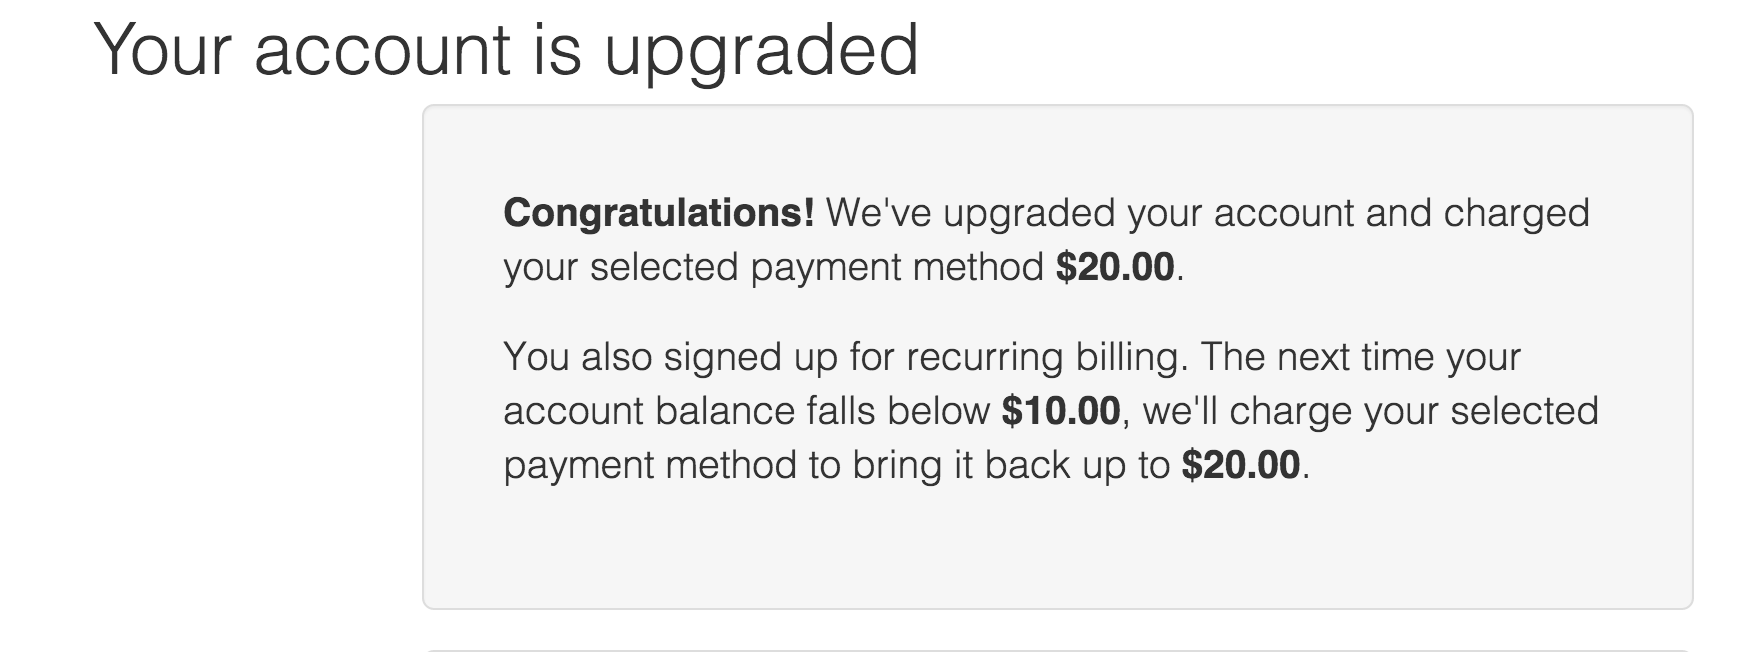 Your account is upgraded
Congratulations! We've upgraded your account and charged
your selected payment method $20.00.
You also signed up for recurring billing. The next time your
account balance falls below $10.00, we'll charge your selected
payment method to bring it back up to $20.00.